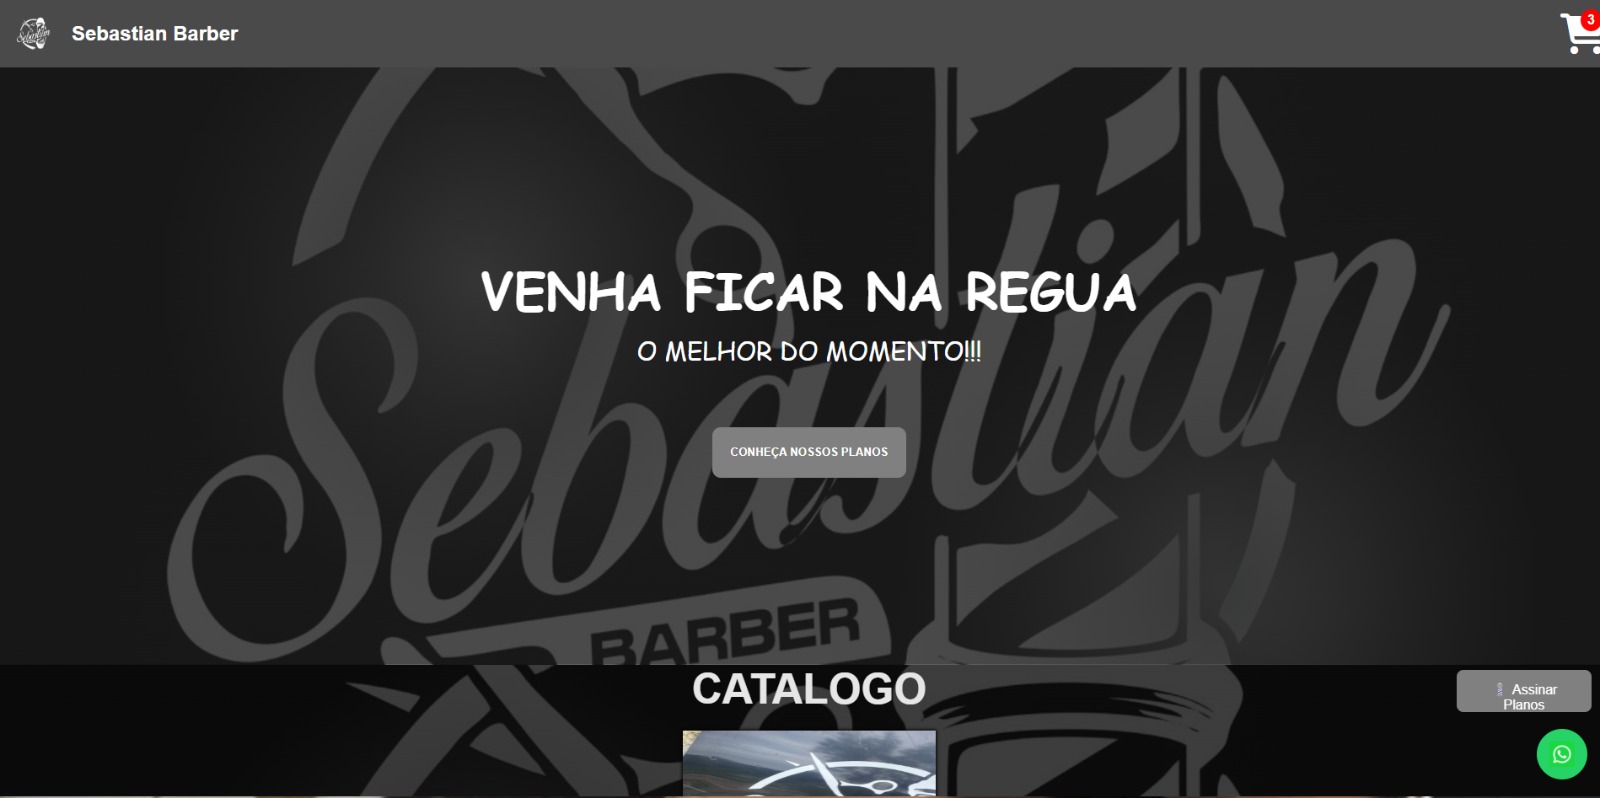 Sebastian Barber
3
VENHA FICAR NA REGUA
O MELHOR DO MOMENTO!!!
CONHEÇA NOSSOS PLANOS
Sebastian
BARBER
CATALOGO
Assinar
Planos